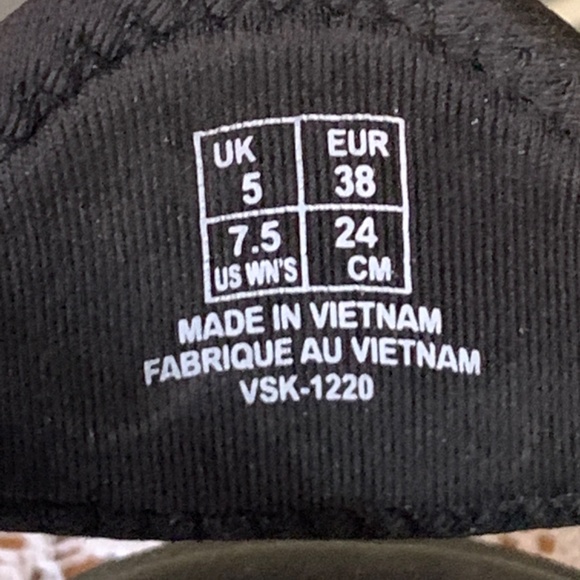 UK EUR
5 38
7.5 24
US WN'S CM
MADE IN VIETNAM
FABRIQUE AU VIETNAM
VSK-1220